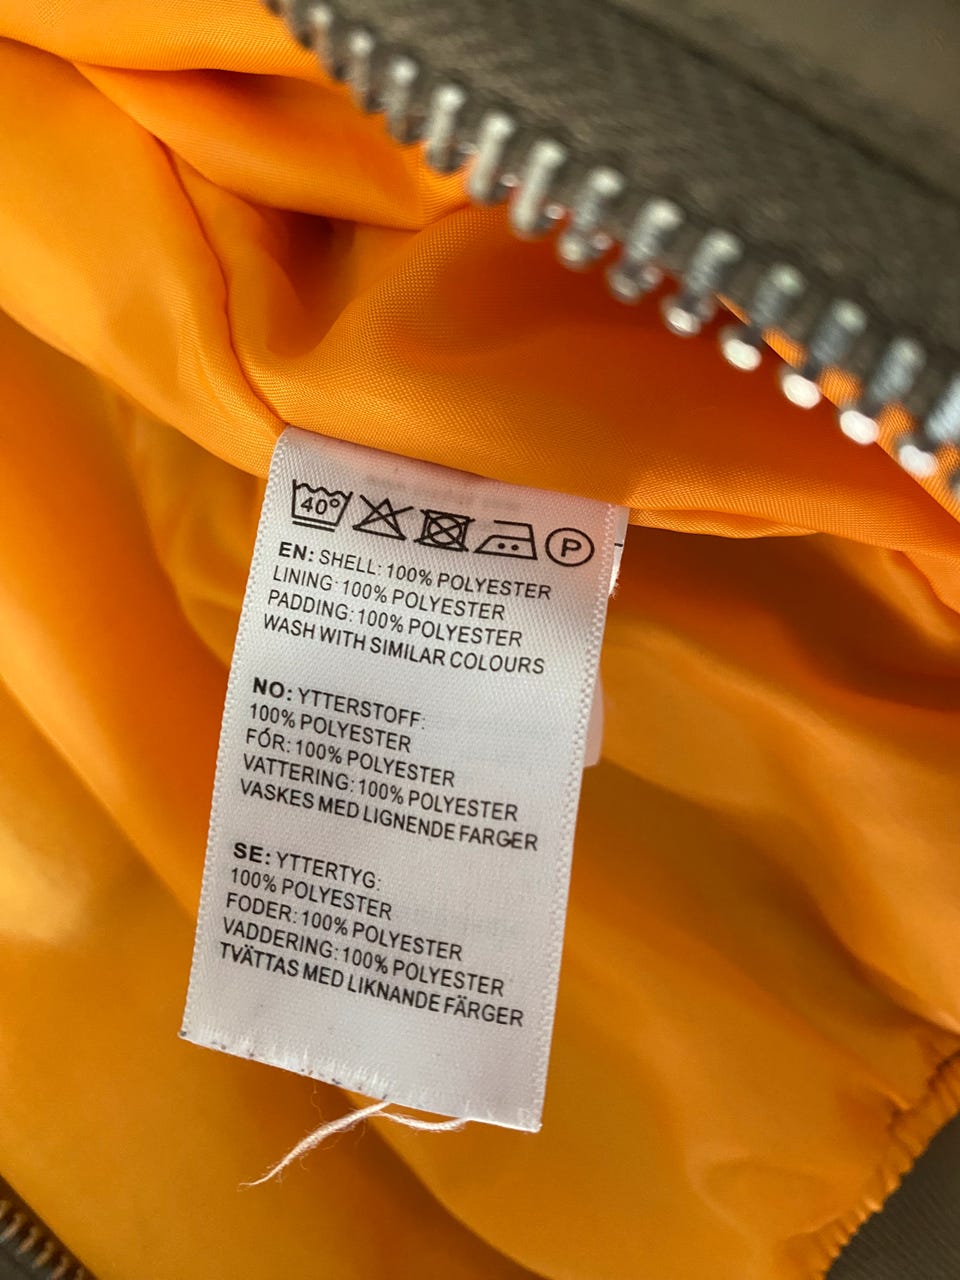 40°
P
EN: SHELL: 100% POLYESTER
LINING: 100% POLYESTER
PADDING: 100% POLYESTER
WASH WITH SIMILAR COLOURS
NO: YTTERSTOFF:
100% POLYESTER
FÓR: 100% POLYESTER
VATTERING: 100% POLYESTER
VASKES MED LIGNENDE FARGER
SE: YTTERTYG:
100% POLYESTER
FODER: 100% POLYESTER
VADDERING: 100% POLYESTER
TVÄTTAS MED LIKNANDE FÄRGER